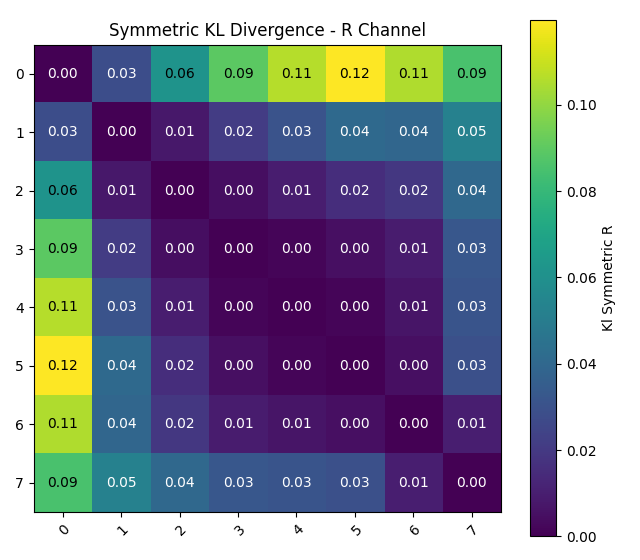 Symmetric KL Divergence - R Channel
0 0.00 0.03 0.06 0.09 0.11 0.12 0.11 0.09
1 0.03 0.00 0.01 0.02 0.03 0.04 0.04 0.05
2 0.06 0.01 0.00 0.00 0.01 0.02 0.02 0.04
3 0.09 0.02 0.00 0.00 0.00 0.00 0.01 0.03
4 0.11 0.03 0.01 0.00 0.00 0.00 0.01 0.03
5 0.12 0.04 0.02 0.00 0.00 0.00 0.00 0.03
6 0.11 0.04 0.02 0.01 0.01 0.00 0.00 0.01
7 0.09 0.05 0.04 0.03 0.03 0.03 0.01 0.00
0 1 2 3 4 5 6 7
0.10
0.08
0.06
0.04
0.02
0.00
Kl Symmetric R